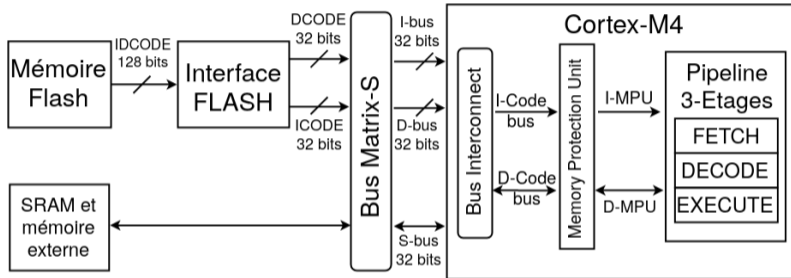 Mémoire
Flash
IDCODE
128 bits
Interface
FLASH
DCODE
32 bits
ICODE
32 bits
Bus Matrix-S
I-bus
32 bits
D-bus
32 bits
S-bus
32 bits
SRAM et
mémoire
externe
Cortex-M4
Bus Interconnect
I-Code
bus
D-Code
bus
Memory Protection Unit
I-MPU
D-MPU
Pipeline
3-Etages
FETCH
DECODE
EXECUTE